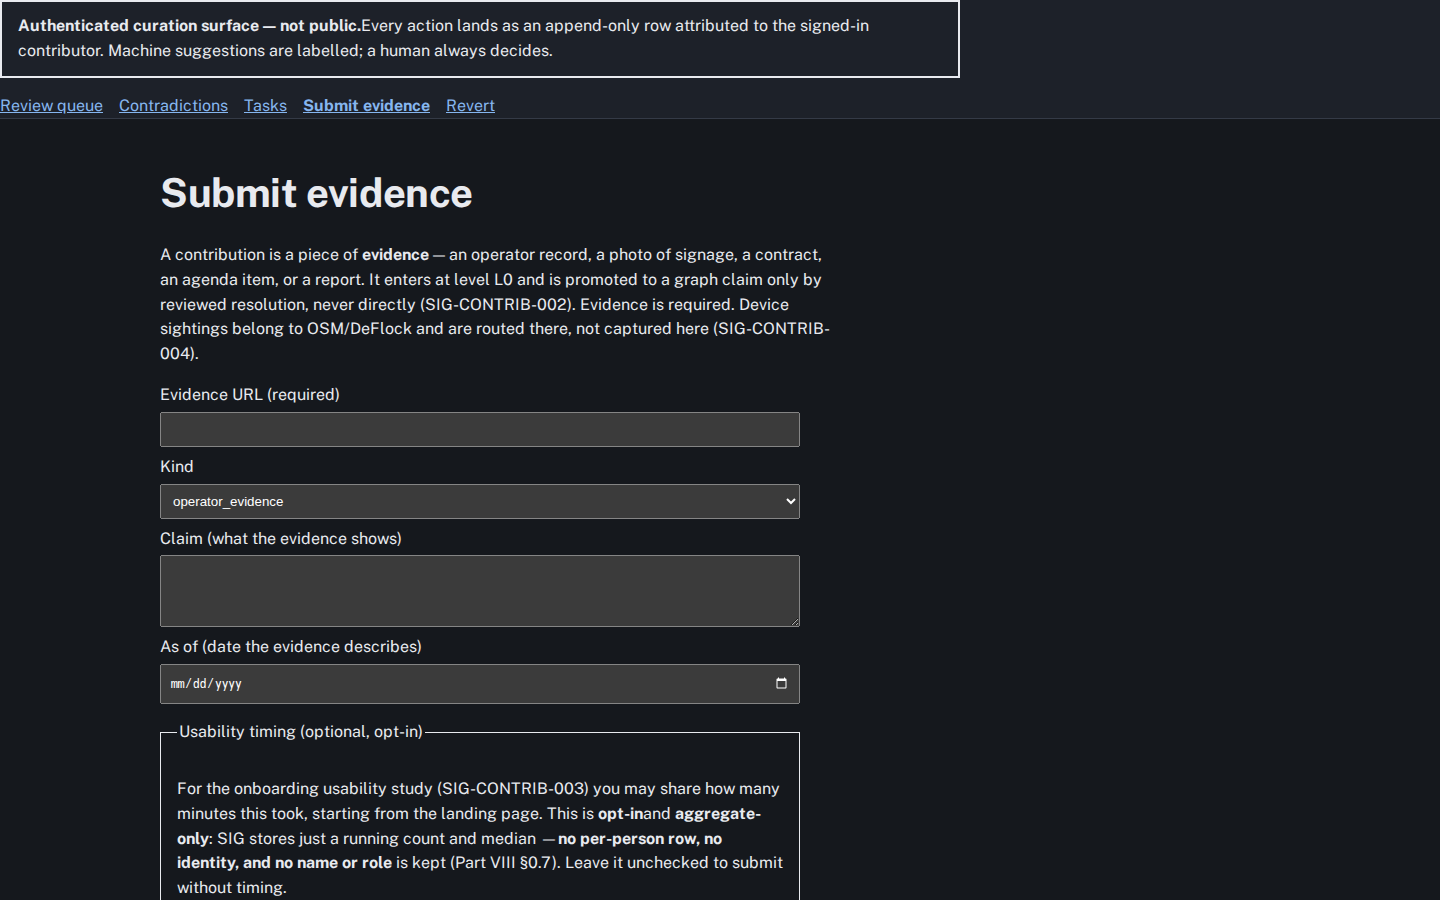 Authenticated curation surface — not public.Every action lands as an append-only row attributed to the signed-in
contributor. Machine suggestions are labelled; a human always decides.
Review queue Contradictions Tasks Submit evidence Revert
Submit evidence
A contribution is a piece of evidence — an operator record, a photo of signage, a contract,
an agenda item, or a report. It enters at level L0 and is promoted to a graph claim only by
reviewed resolution, never directly (SIG-CONTRIB-002). Evidence is required. Device
sightings belong to OSM/DeFlock and are routed there, not captured here (SIG-CONTRIB-
004).
Evidence URL (required)
Kind
operator_evidence
Claim (what the evidence shows)
As of (date the evidence describes)
mm/dd/yyyy
Usability timing (optional, opt-in)
For the onboarding usability study (SIG-CONTRIB-003) you may share how many
minutes this took, starting from the landing page. This is opt-inand aggregate-
only: SIG stores just a running count and median —no per-person row, no
identity, and no name or role is kept (Part VIII §0.7). Leave it unchecked to submit
without timing.